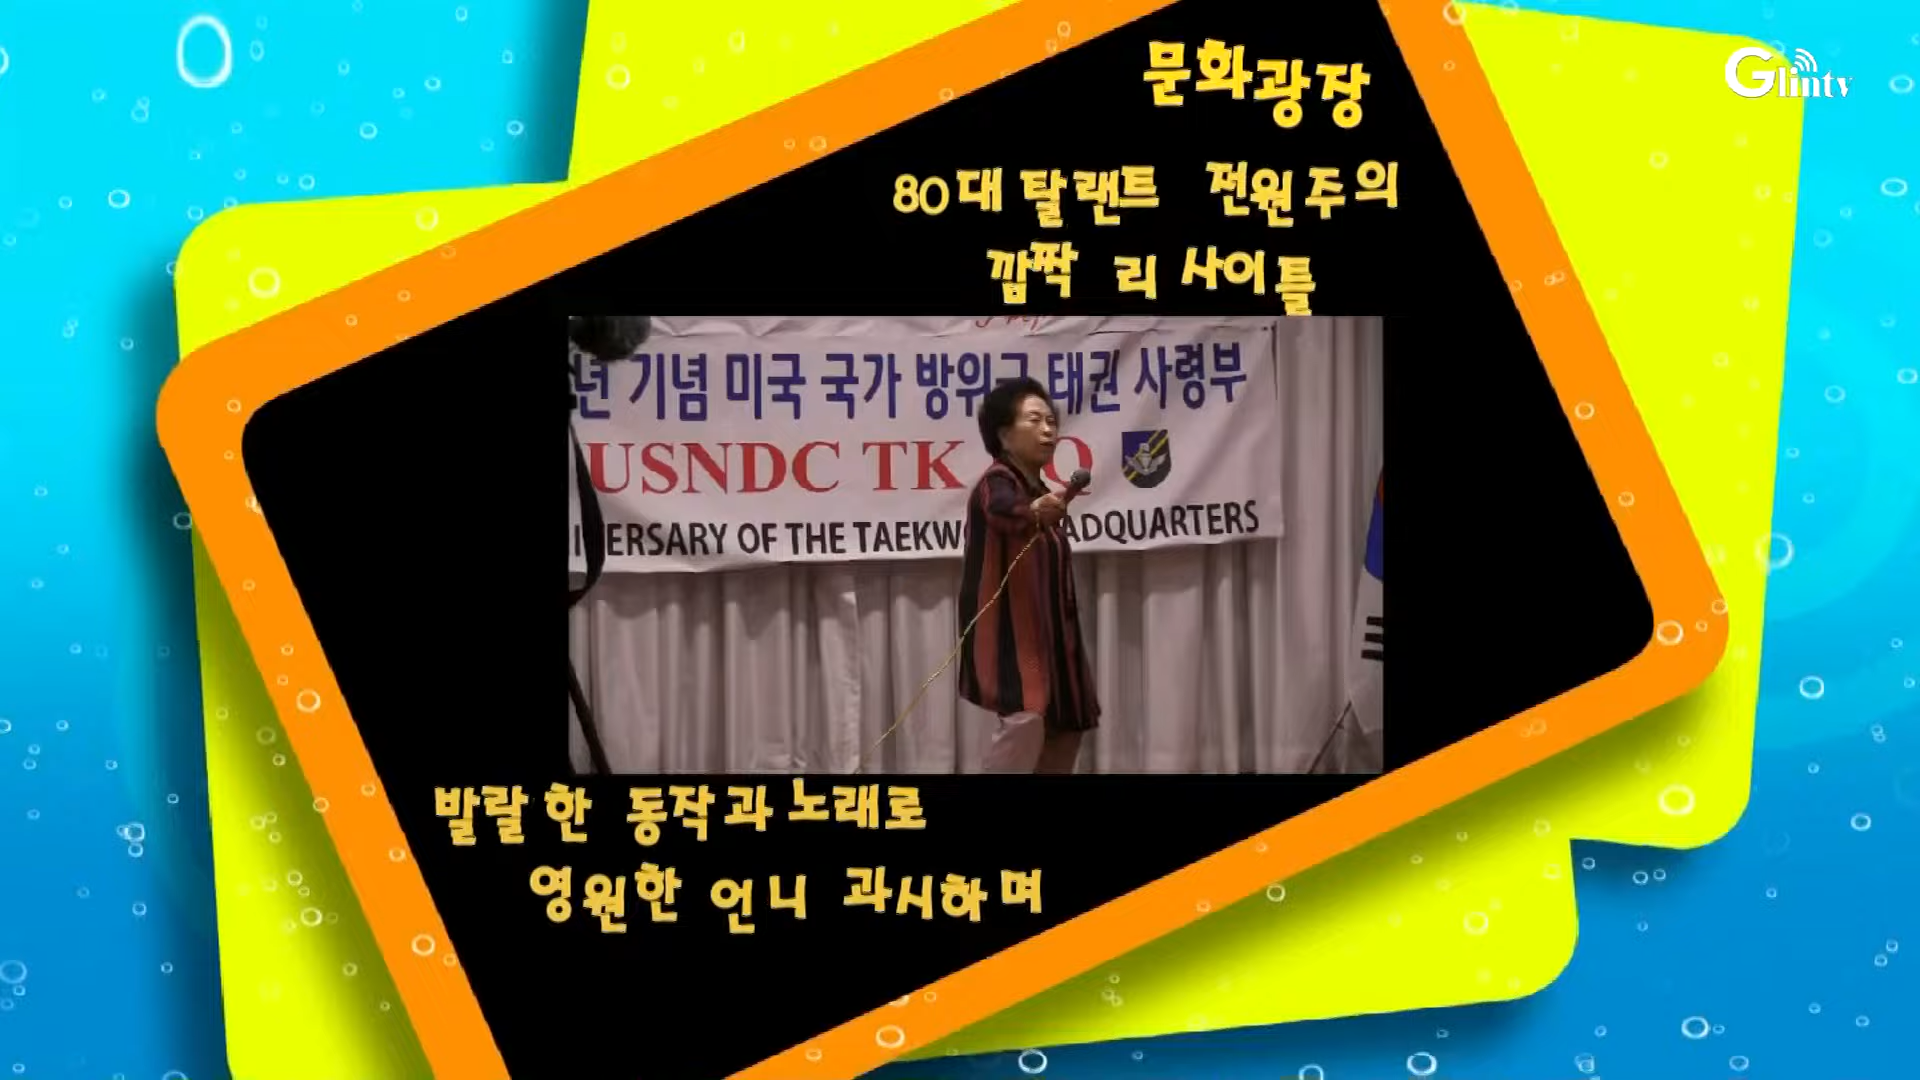 Glintv
문화광장
80대 탈랜트 전원주의
깜짝 리사이틀
년 기념 미국 국가 방위군 태권 사령부
USNDC TK Q
ERSARY OF THE TAEKW ADQUARTERS
발랄한 동작과 노래로
영원한 언니 과시하며